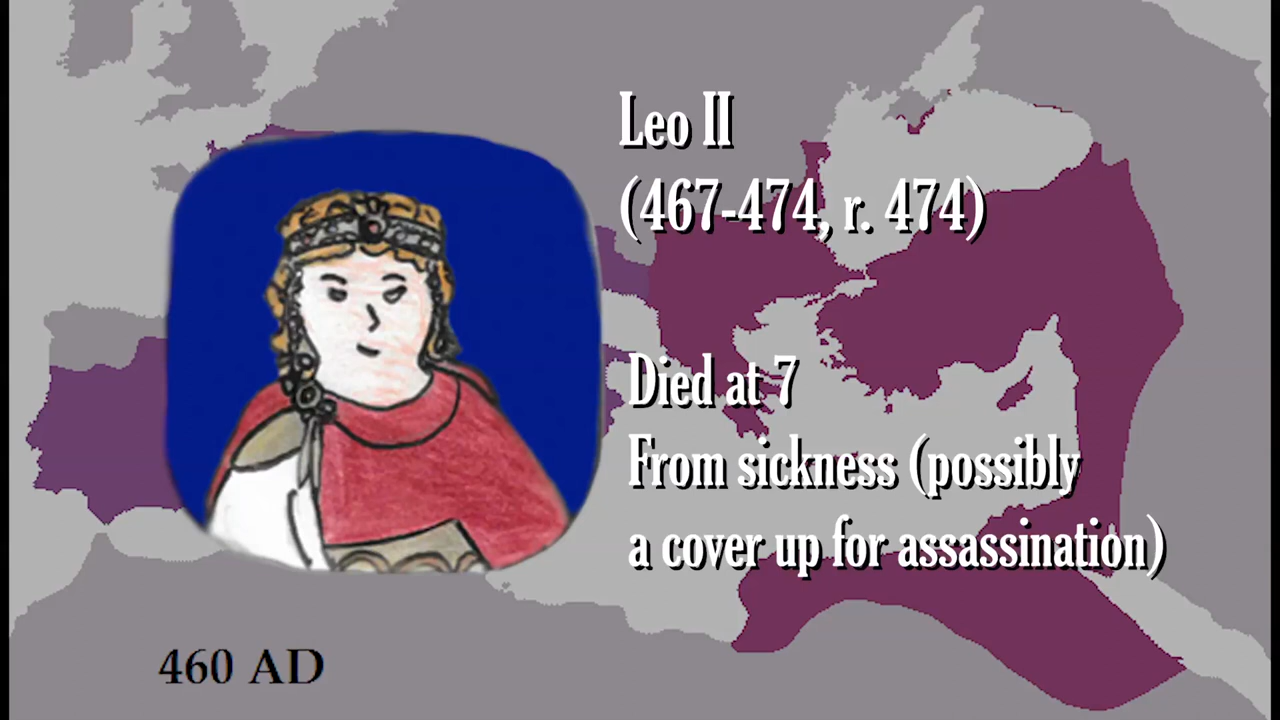 Leo II
(467-474, r. 474)
Died at 7
From sickness (possibly
a cover up for assassination)
460 AD